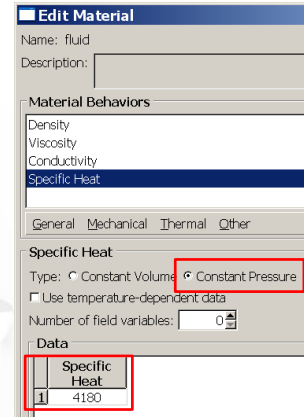 Edit Material
Name: fluid
Description:
Material Behaviors
Density
Viscosity
Conductivity
Specific Heat
General Mechanical Thermal Other
Specific Heat
Type: Constant Volume Constant Pressure
Use temperature-dependent data
Number of field variables: 0
Data
Specific
Heat
1 4180